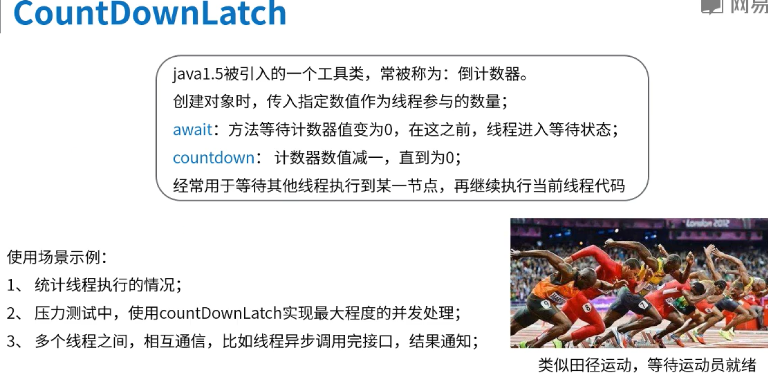 CountDownLatch
网易
java1.5被引入的一个工具类，常被称为：倒计数器。
创建对象时，传入指定数值作为线程参与的数量；
await：方法等待计数器值变为0，在这之前，线程进入等待状态；
countdown： 计数器数值减一，直到为0；
经常用于等待其他线程执行到某一节点，再继续执行当前线程代码
使用场景示例：
1、 统计线程执行的情况；
2、 压力测试中，使用countDownLatch实现最大程度的并发处理；
3、 多个线程之间，相互通信，比如线程异步调用完接口，结果通知；
London 2012
类似田径运动，等待运动员就绪